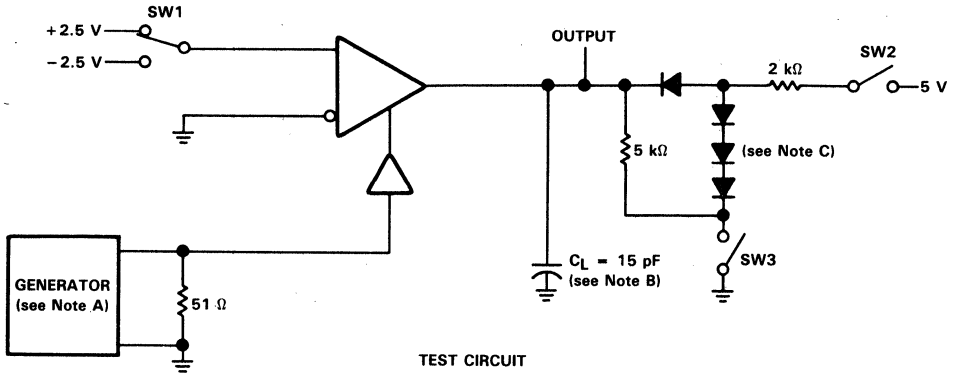 SW1
+2.5 V
−2.5 V
OUTPUT
SW2
2 kΩ
5 V
5 kΩ
(see Note C)
SW3
CL = 15 pF
(see Note B)
GENERATOR
(see Note A)
51 Ω
TEST CIRCUIT